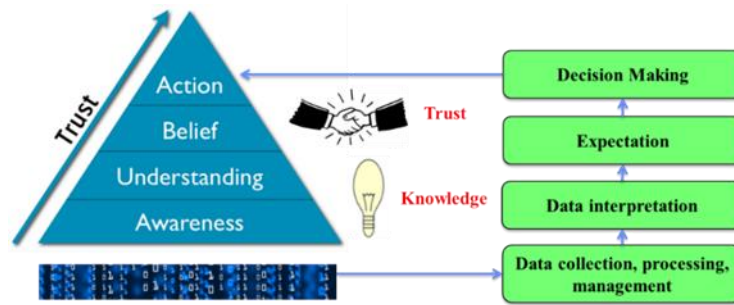 Trust
Action
Belief
Understanding
Awareness
Trust
Knowledge
Decision Making
Expectation
Data interpretation
Data collection, processing,
management